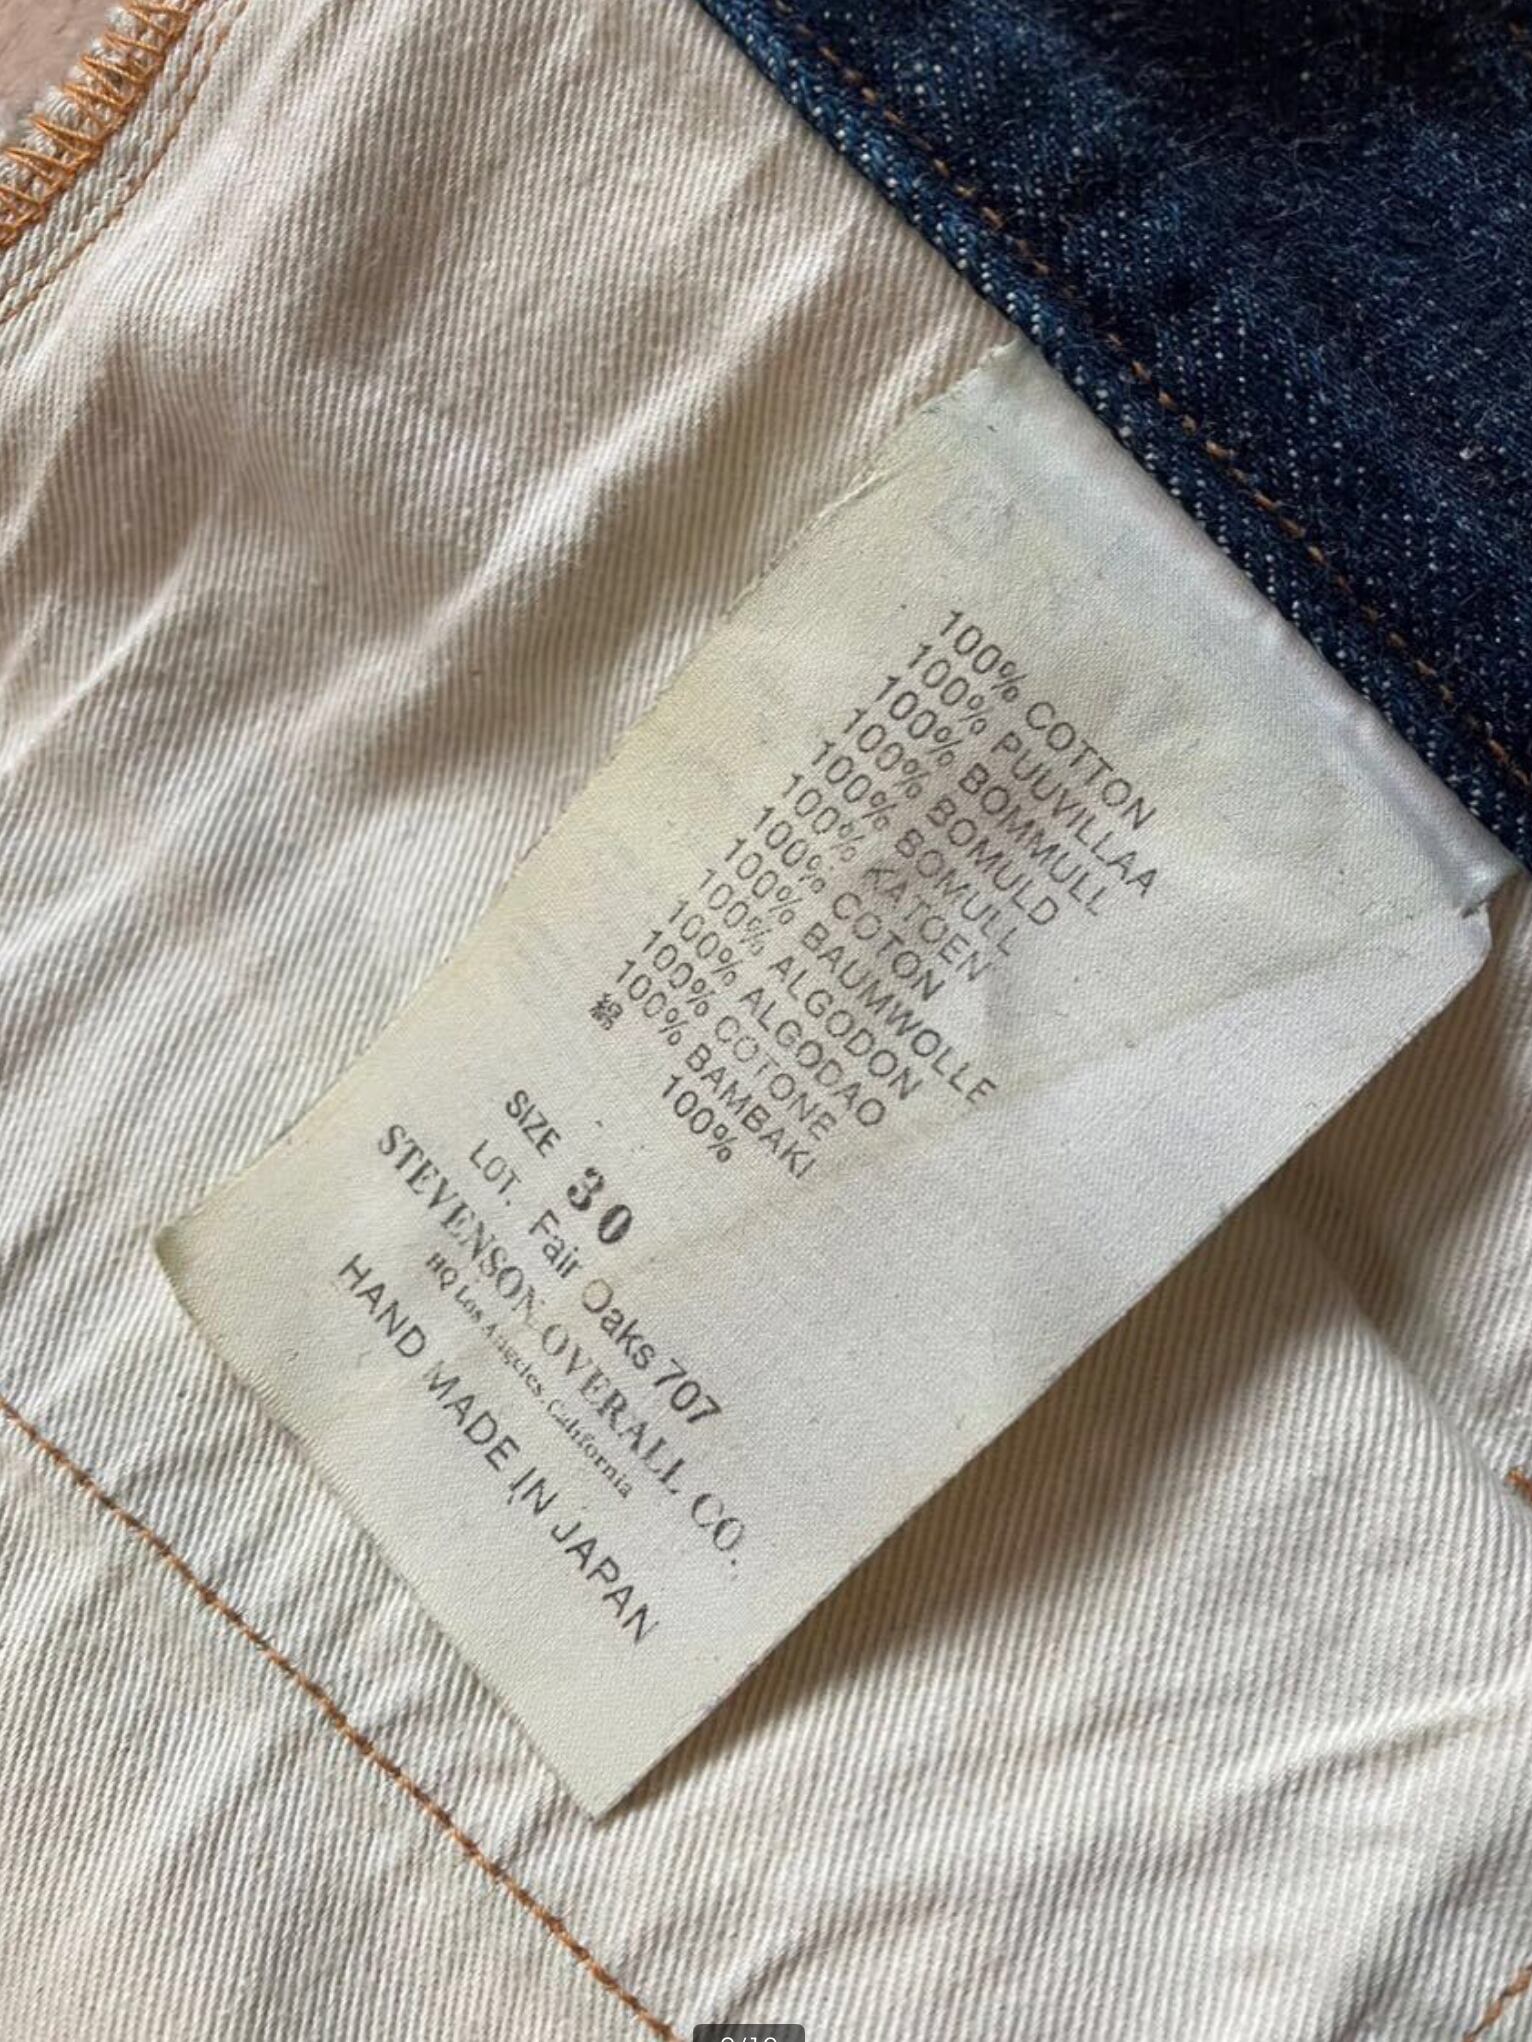 100% COTTON
100% PUUVILLAA
100% BOMMULL
100% BOMULD
100% BOMULL
100% KATOEN
100% COTON
100% BAUMWOLLE
100% ALGODON
100% ALGODAO
100% COTONE
100% BAMBAKI
綿 100%
SIZE 30
LOT. Fair Oaks 707
STEVENSON OVERALL CO.
HQ Los Angeles, California
HAND MADE IN JAPAN